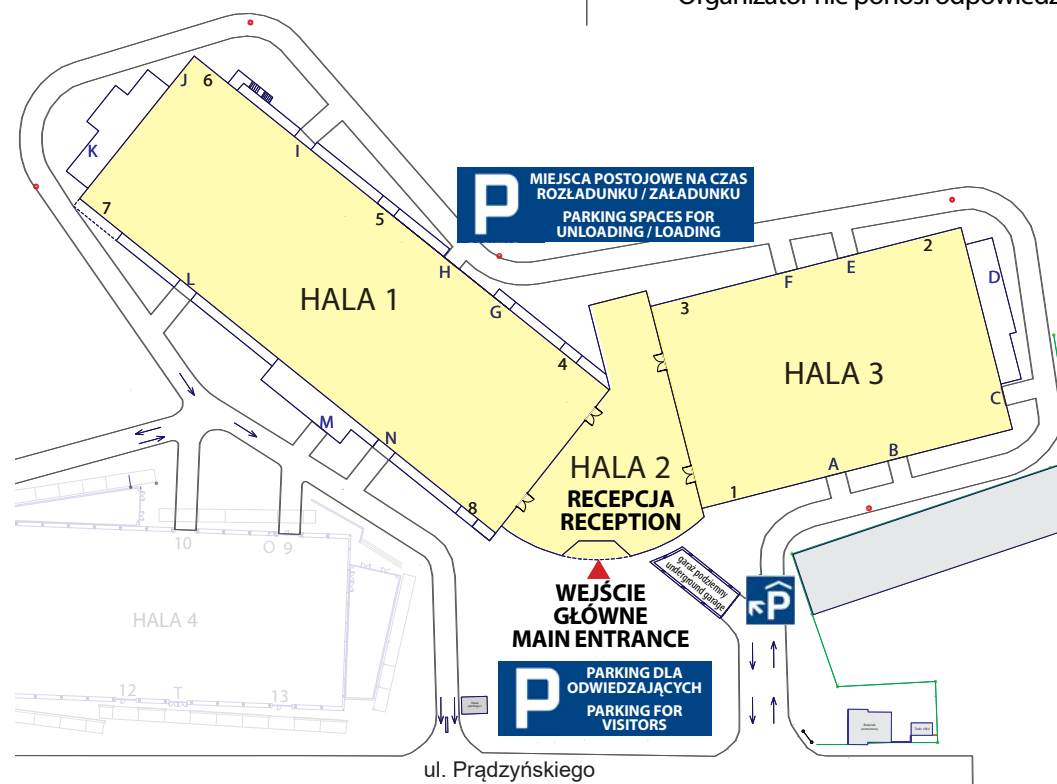 Organizator nie ponosi odpowiedz
J
6
K
I
MIEJSCA POSTOJOWE NA CZAS
ROZŁADUNKU / ZAŁADUNKU
PARKING SPACES FOR
UNLOADING / LOADING
P
7
5
2
E
F
D
H
L
G
HALA 1
3
4
HALA 3
C
M
N
B
A
HALA 2
RECEPCJA
RECEPTION
1
8
10
O
9
garaż podziemny
underground garage
WEJŚCIE
GŁÓWNE
MAIN ENTRANCE
P
HALA 4
12
T
13
P
PARKING DLA
ODWIEDZAJĄCYCH
PARKING FOR
VISITORS
ul. Prądzyńskiego